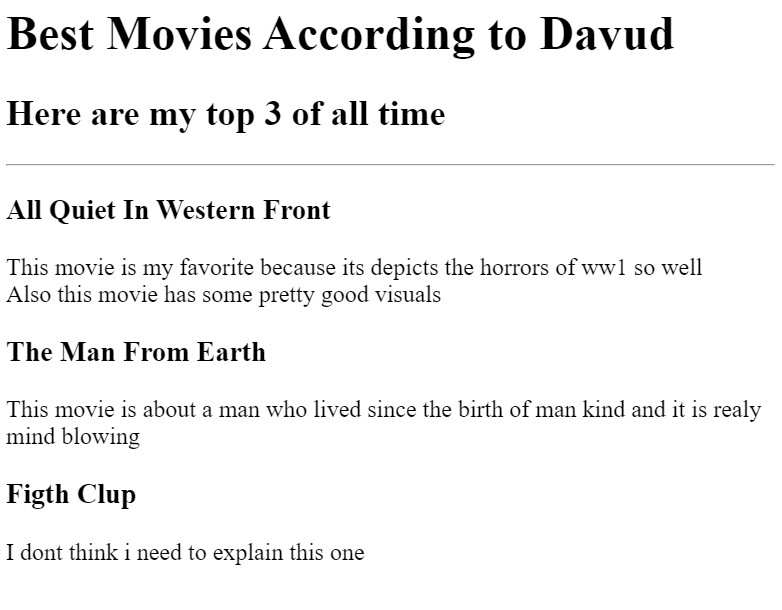 Best Movies According to Davud
Here are my top 3 of all time
All Quiet In Western Front
This movie is my favorite because its depicts the horrors of ww1 so well
Also this movie has some pretty good visuals
The Man From Earth
This movie is about a man who lived since the birth of man kind and it is realy
mind blowing
Figth Clup
I dont think i need to explain this one